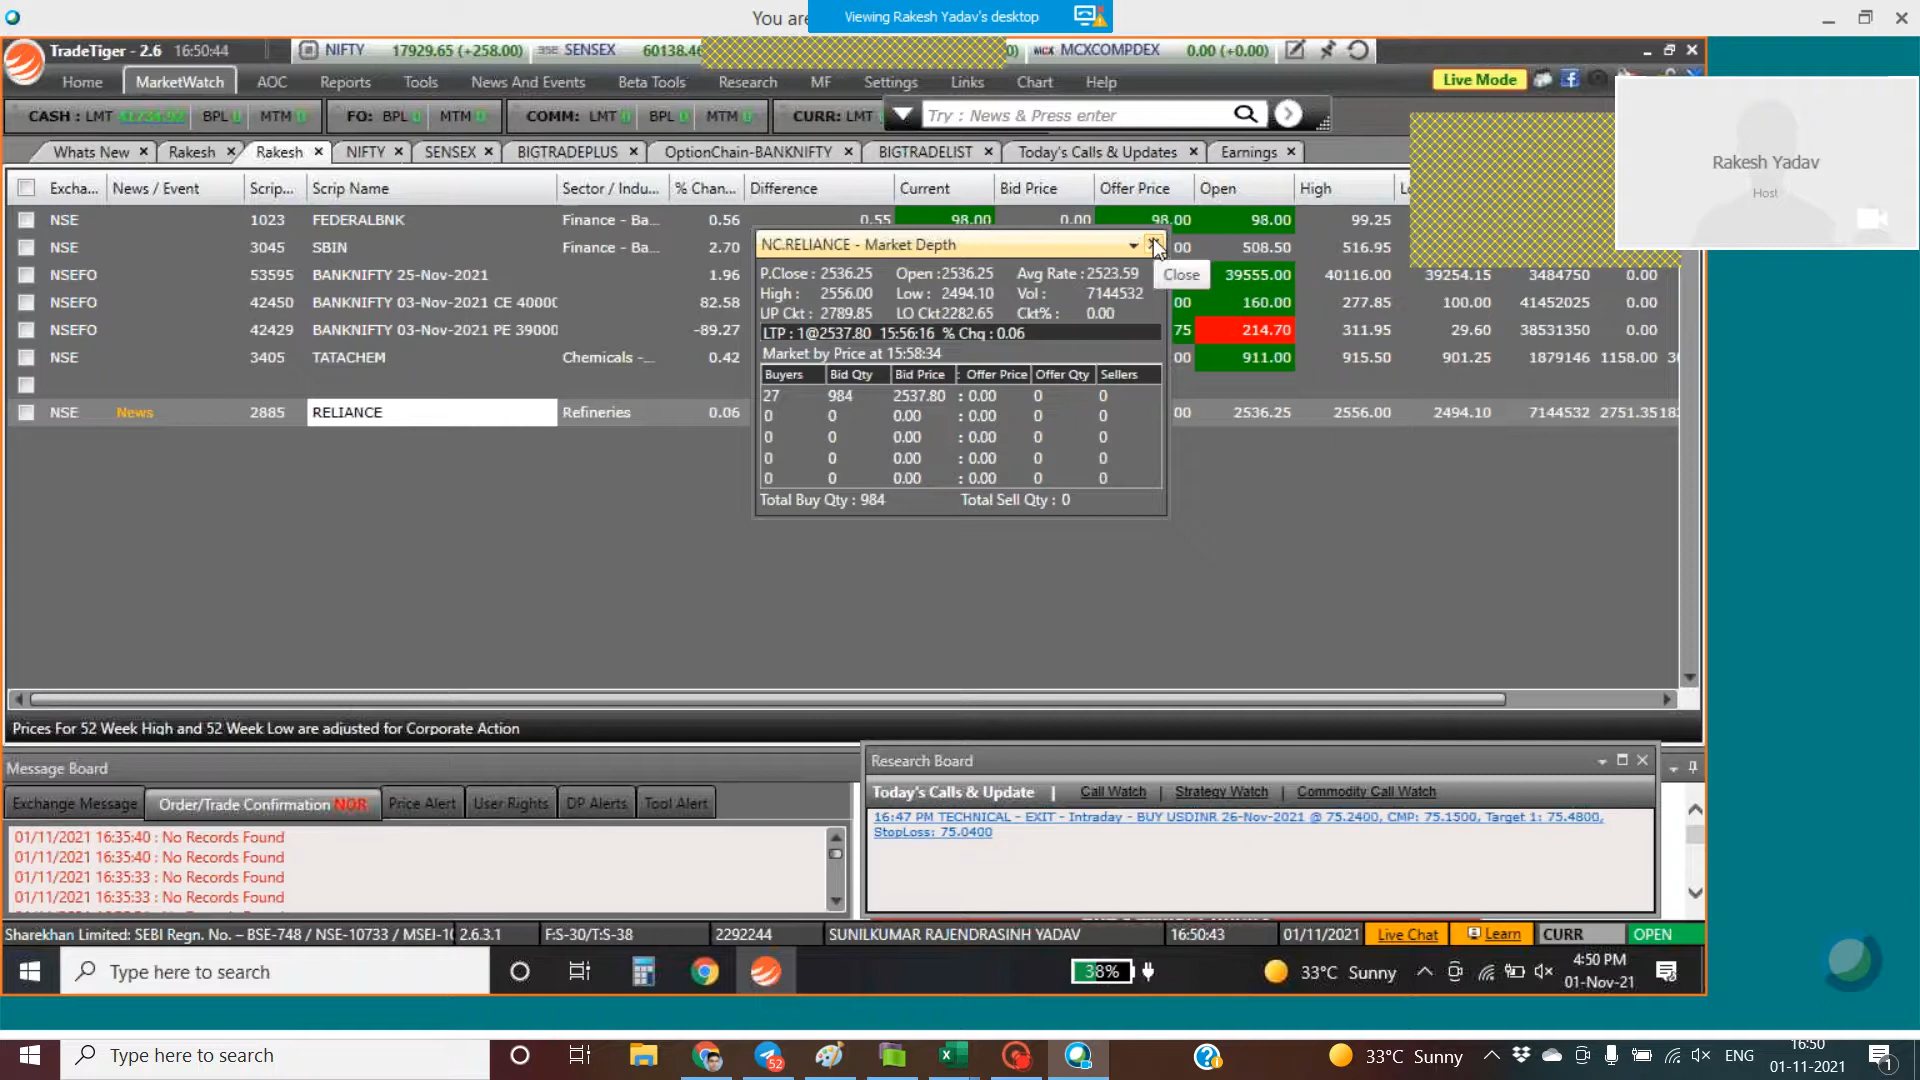 You are
Viewing Rakesh Yadav's desktop
TradeTiger - 2.6 16:50:44
NIFTY 17929.65 (+258.00) SENSEX 60138.46 MCXCOMPDEX 0.00 (+0.00)
Home MarketWatch AOC Reports Tools News And Events Beta Tools Research MF Settings Links Chart Help
Live Mode
CASH : LMT BPL MTM FO: BPL MTM COMM: LMT BPL MTM CURR: LMT
Try : News & Press enter
Rakesh Yadav
Host
Whats New Rakesh Rakesh NIFTY SENSEX BIGTRADEPLUS OptionChain-BANKNIFTY BIGTRADELIST Today's Calls & Updates Earnings
Excha... News / Event Scrip... Scrip Name Sector / Indu... % Chan... Difference Current Bid Price Offer Price Open High
NSE 1023 FEDERALBNK Finance - Ba... 0.56 0.55 98.00 0.00 98.00 98.00 99.25
NSE 3045 SBIN Finance - Ba... 2.70 00 508.50 516.95
NSEFO 53595 BANKNIFTY 25-Nov-2021 1.96 39555.00 40116.00 39254.15 3484750 0.00
NSEFO 42450 BANKNIFTY 03-Nov-2021 CE 4000 82.58 00 160.00 277.85 100.00 41452025 0.00
NSEFO 42429 BANKNIFTY 03-Nov-2021 PE 3900 -89.27 75 214.70 311.95 29.60 38531350 0.00
NSE 3405 TATACHEM Chemicals -... 0.42 00 911.00 915.50 901.25 1879146 1158.00
NSE News 2885 RELIANCE Refineries 0.06 00 2536.25 2556.00 2494.10 7144532 2751.35
NC.RELIANCE - Market Depth
Close
P.Close : 2536.25 Open :2536.25 Avg Rate :2523.59
High : 2556.00 Low : 2494.10 Vol : 7144532
UP Ckt : 2789.85 LO Ckt2282.65 Ckt% : 0.00
LTP : 1@2537.80 15:56:16 % Chq : 0.06
Market by Price at 15:58:34
Buyers Bid Qty Bid Price : Offer Price Offer Qty Sellers
27 984 2537.80 : 0.00 0 0
0 0 0.00 : 0.00 0 0
0 0 0.00 : 0.00 0 0
0 0 0.00 : 0.00 0 0
0 0 0.00 : 0.00 0 0
Total Buy Qty : 984 Total Sell Qty : 0
Prices For 52 Week High and 52 Week Low are adjusted for Corporate Action
Message Board
Exchange Message Order/Trade Confirmation NOR Price Alert User Rights DP Alerts Tool Alert
01/11/2021 16:35:40 : No Records Found
01/11/2021 16:35:40 : No Records Found
01/11/2021 16:35:33 : No Records Found
01/11/2021 16:35:33 : No Records Found
Research Board
Today's Calls & Update | Call Watch | Strategy Watch | Commodity Call Watch
16:47 PM TECHNICAL - EXIT - Intraday - BUY USDINR 26-Nov-2021 @ 75.2400, CMP: 75.1500, Target 1: 75.4800,
StopLoss: 75.0400
Sharekhan Limited: SEBI Regn. No. – BSE-748 / NSE-10733 / MSEI-1 2.6.3.1 F:S-30/T:S-38 2292244 SUNILKUMAR RAJENDRASINH YADAV 16:50:43 01/11/2021 Live Chat Learn CURR OPEN
Type here to search 38% 33°C Sunny 4:50 PM
01-Nov-21
Type here to search 52 33°C Sunny ENG 16:50
01-11-2021 1